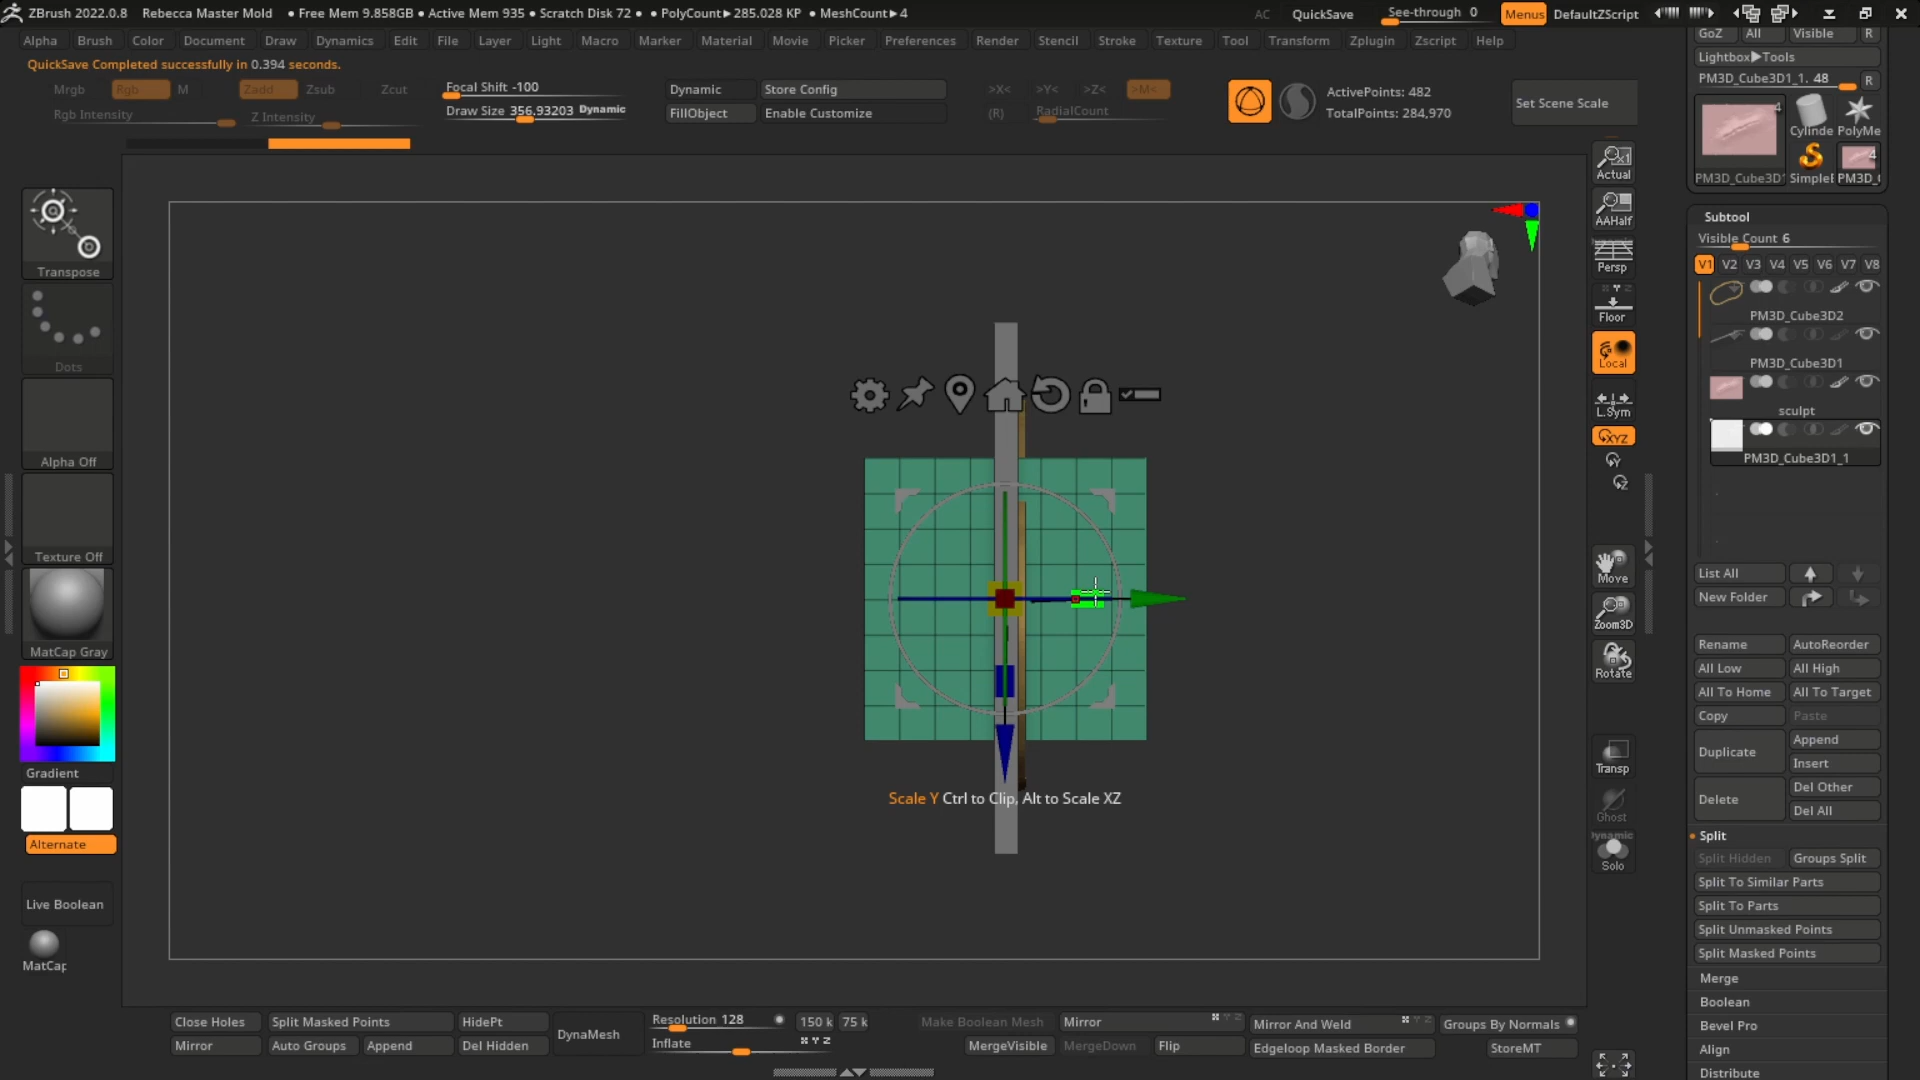 ZBrush 2022.0.8 Rebecca Master Mold • Free Mem 9.858GB • Active Mem 935 • Scratch Disk 72 • • PolyCount▶285.028 KP • MeshCount▶4 AC QuickSave See-through 0 Menus DefaultZScript
Alpha Brush Color Document Draw Dynamics Edit File Layer Light Macro Marker Material Movie Picker Preferences Render Stencil Stroke Texture Tool Transform Zplugin Zscript Help
QuickSave Completed successfully in 0.394 seconds.
Mrgb Rgb M Zadd Zsub Zcut
Rgb Intensity Z Intensity
Focal Shift -100
Draw Size 356.93203 Dynamic
Dynamic Store Config
FillObject Enable Customize
>X< >Y< >Z< >M<
(R) RadialCount
ActivePoints: 482
TotalPoints: 284,970
Set Scene Scale
Transpose
Dots
Alpha Off
Texture Off
MatCap Gray
Gradient
Alternate
Live Boolean
MatCap
Scale Y Ctrl to Clip, Alt to Scale XZ
Actual
AAHalf
Dynamic
Persp
Floor
Local
L.Sym
XYZ
Y
Z
Move
Zoom3D
Rotate
Transp
Ghost
Dynamic
Solo
GoZ All Visible R
Lightbox▶Tools
PM3D_Cube3D1_1. 48 R
4
Cylinde PolyMe
4
PM3D_Cube3D1 SimpleE PM3D_C
Subtool
Visible Count 6
V1 V2 V3 V4 V5 V6 V7 V8
PM3D_Cube3D2
PM3D_Cube3D1
sculpt
PM3D_Cube3D1_1
List All
New Folder
Rename AutoReorder
All Low All High
All To Home All To Target
Copy Paste
Duplicate Append
Insert
Delete Del Other
Del All
Split
Split Hidden Groups Split
Split To Similar Parts
Split To Parts
Split Unmasked Points
Split Masked Points
Merge
Boolean
Bevel Pro
Align
Distribute
Close Holes Split Masked Points HidePt DynaMesh Resolution 128 150 k 75 k Make Boolean Mesh Mirror Mirror And Weld Groups By Normals
Mirror Auto Groups Append Del Hidden Inflate X Y Z MergeVisible MergeDown Flip Edgeloop Masked Border StoreMT